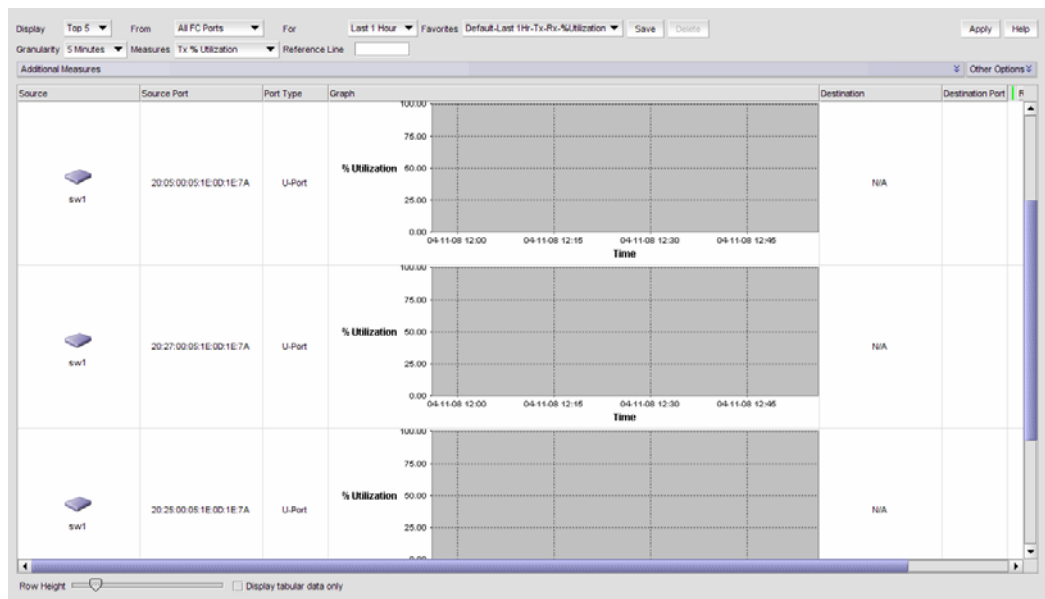 Display Top 5 From All FC Ports For Last 1 Hour Favorites Default-Last 1Hr-Tx-Rx-%Utilization Save Delete Apply Help
Granularity 5 Minutes Measures Tx % Utilization Reference Line
Additional Measures Other Options
Source Source Port Port Type Graph Destination Destination Port
100.00
75.00
% Utilization 50.00
sw1 20:05:00:05:1E:0D:1E:7A U-Port N/A
25.00
0.00
04-11-08 12:00 04-11-08 12:15 04-11-08 12:30 04-11-08 12:45
Time
100.00
75.00
% Utilization 50.00
sw1 20:27:00:05:1E:0D:1E:7A U-Port N/A
25.00
0.00
04-11-08 12:00 04-11-08 12:15 04-11-08 12:30 04-11-08 12:45
Time
100.00
75.00
% Utilization 50.00
sw1 20:25:00:05:1E:0D:1E:7A U-Port N/A
25.00
0.00
Row Height Display tabular data only